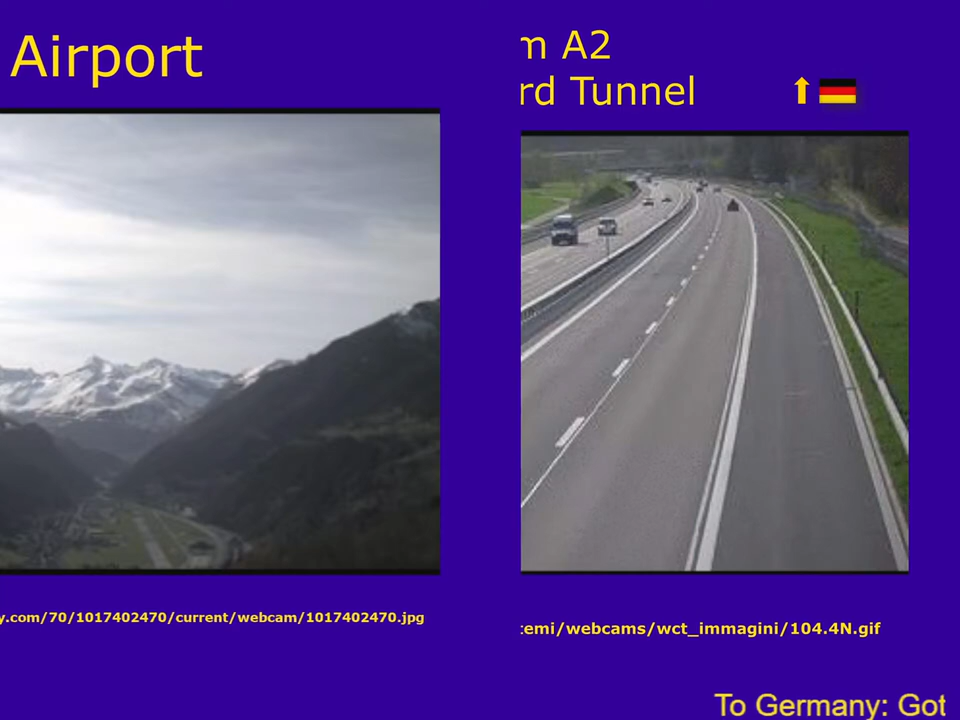 Airport
m A2
rd Tunnel
y.com/70/1017402470/current/webcam/1017402470.jpg
temi/webcams/wct_immagini/104.4N.gif
To Germany: Got